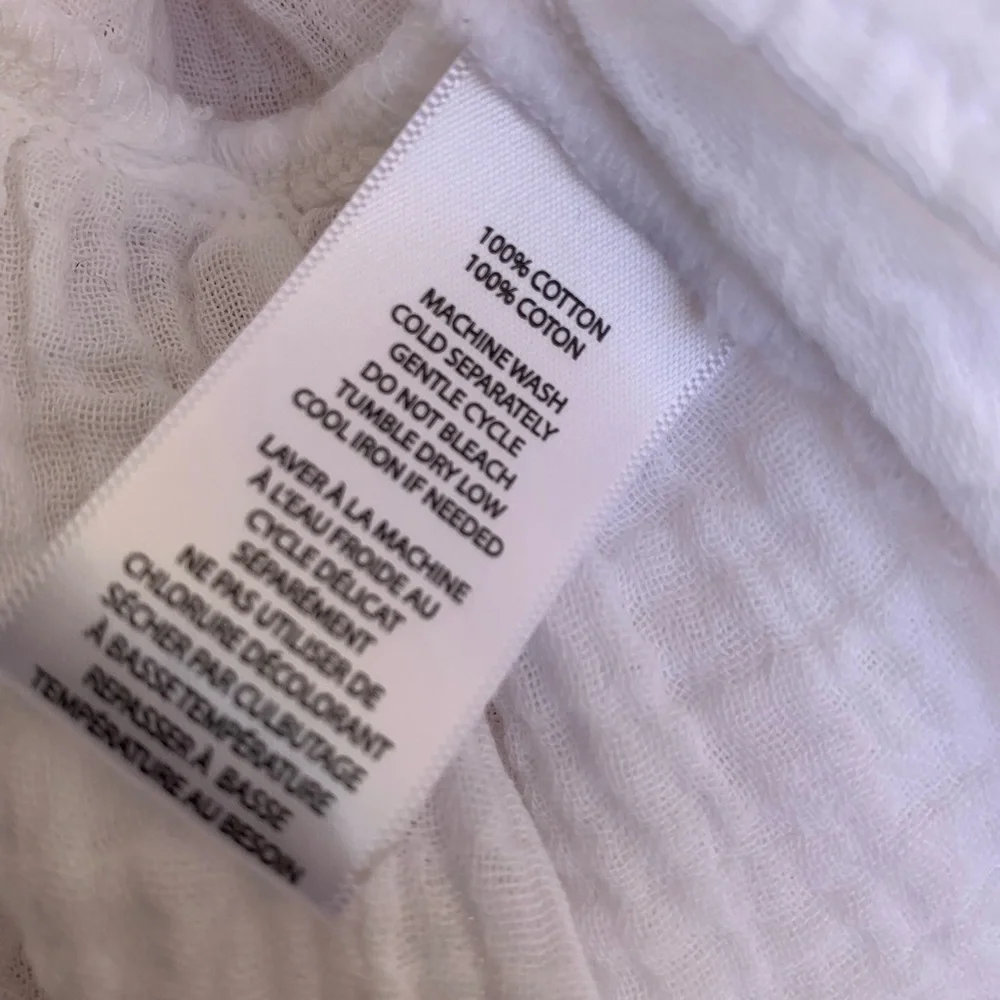 100% COTTON
100% COTON
MACHINE WASH
COLD SEPARATELY
GENTLE CYCLE
DO NOT BLEACH
TUMBLE DRY LOW
COOL IRON IF NEEDED
LAVER À LA MACHINE
À L'EAU FROIDE AU
CYCLE DÉLICAT
SÉPARÉMENT
NE PAS UTILISER DE
CHLORURE DÉCOLORANT
SÉCHER PAR CULBUTAGE
À BASSE TEMPÉRATURE
REPASSER À BASSE
TEMPÉRATURE AU BESOIN